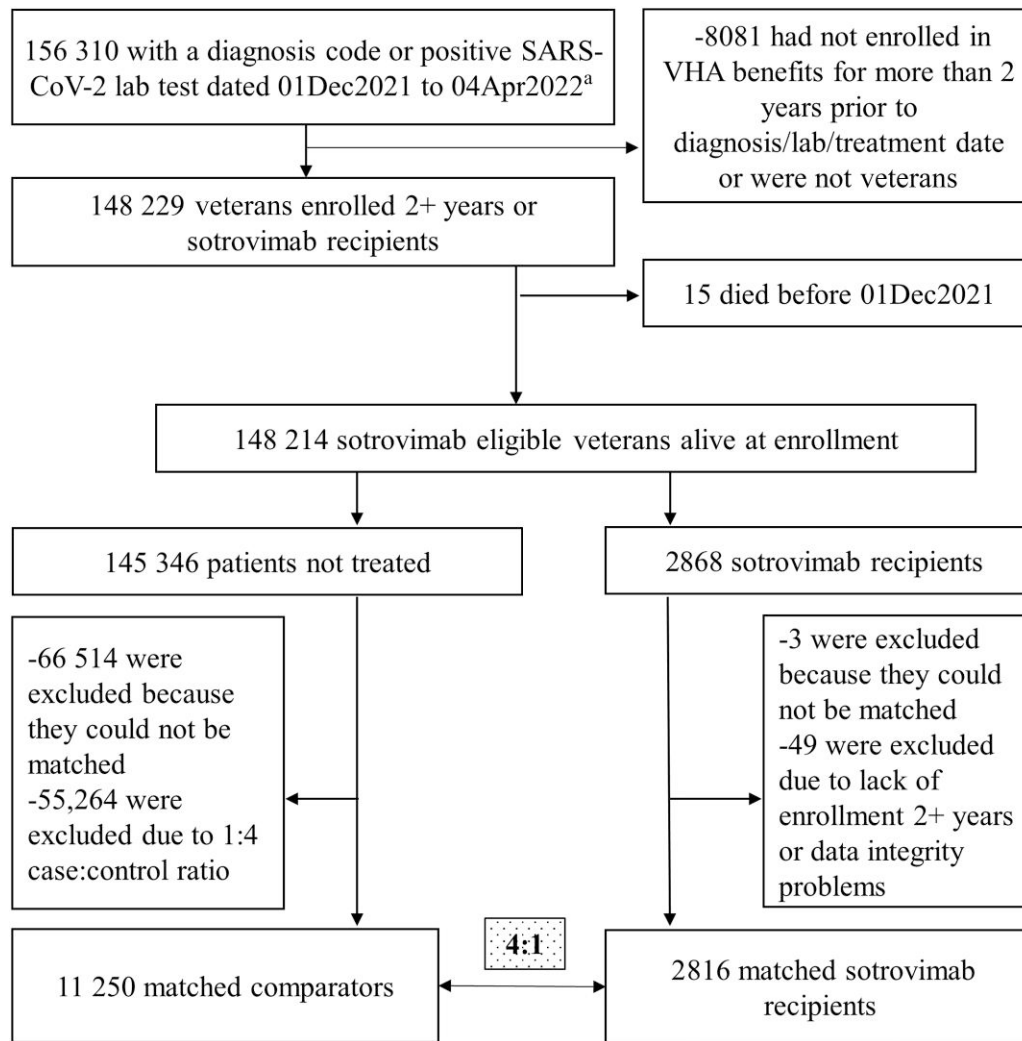 156 310 with a diagnosis code or positive SARS-
CoV-2 lab test dated 01Dec2021 to 04Apr2022ᵃ
-8081 had not enrolled in
VHA benefits for more than 2
years prior to
diagnosis/lab/treatment date
or were not veterans
148 229 veterans enrolled 2+ years or
sotrovimab recipients
15 died before 01Dec2021
148 214 sotrovimab eligible veterans alive at enrollment
145 346 patients not treated
2868 sotrovimab recipients
-66 514 were
excluded because
they could not be
matched
-55,264 were
excluded due to 1:4
case:control ratio
-3 were excluded
because they could
not be matched
-49 were excluded
due to lack of
enrollment 2+ years
or data integrity
problems
4:1
11 250 matched comparators
2816 matched sotrovimab
recipients